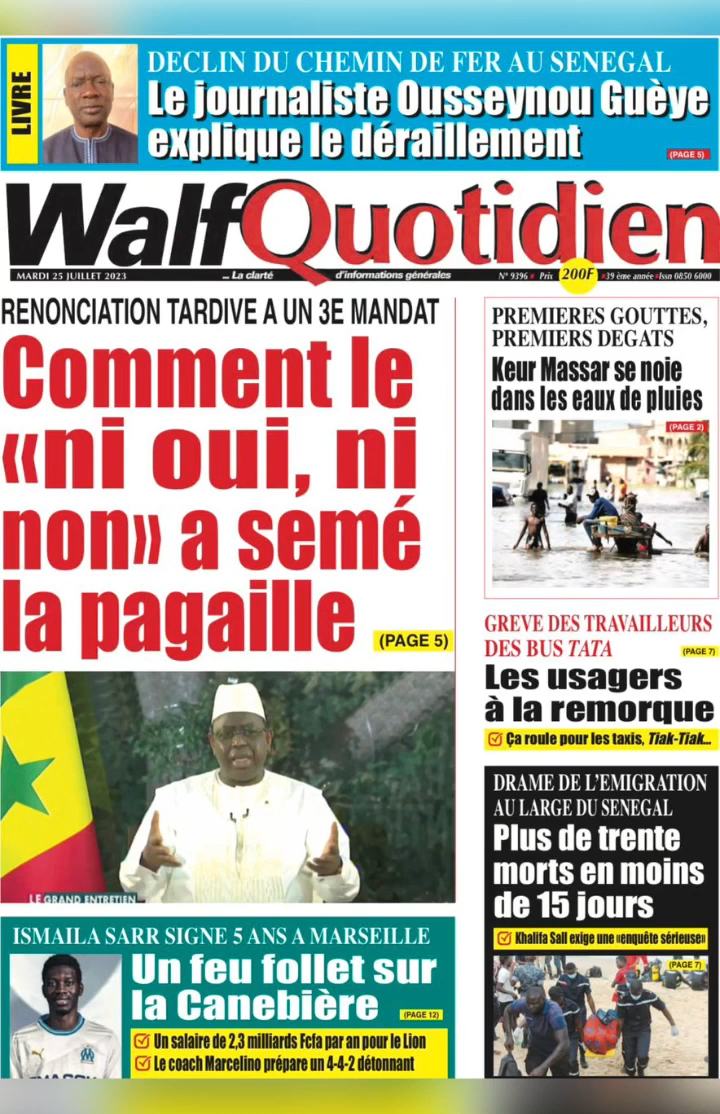 LIVRE
DECLIN DU CHEMIN DE FER AU SENEGAL
Le journaliste Ousseynou Guèye
explique le déraillement
(PAGE 5)
Walf Quotidien
MARDI 25 JUILLET 2023
... La clarté d'informations générales
N° 9396 Prix 200F 39 ème année Issn 0850 6000
RENONCIATION TARDIVE A UN 3E MANDAT
Comment le
«ni oui, ni
non» a semé
la pagaille
(PAGE 5)
LE GRAND ENTRETIEN
ISMAILA SARR SIGNE 5 ANS A MARSEILLE
Un feu follet sur
la Canebière
(PAGE 12)
Un salaire de 2,3 milliards Fcfa par an pour le Lion
Le coach Marcelino prépare un 4-4-2 détonnant
PREMIERES GOUTTES,
PREMIERS DEGATS
Keur Massar se noie
dans les eaux de pluies
(PAGE 2)
GREVE DES TRAVAILLEURS
DES BUS TATA
(PAGE 7)
Les usagers
à la remorque
Ça roule pour les taxis, Tiak-Tiak...
DRAME DE L'EMIGRATION
AU LARGE DU SENEGAL
Plus de trente
morts en moins
de 15 jours
Khalifa Sall exige une «enquête sérieuse»
(PAGE 7)